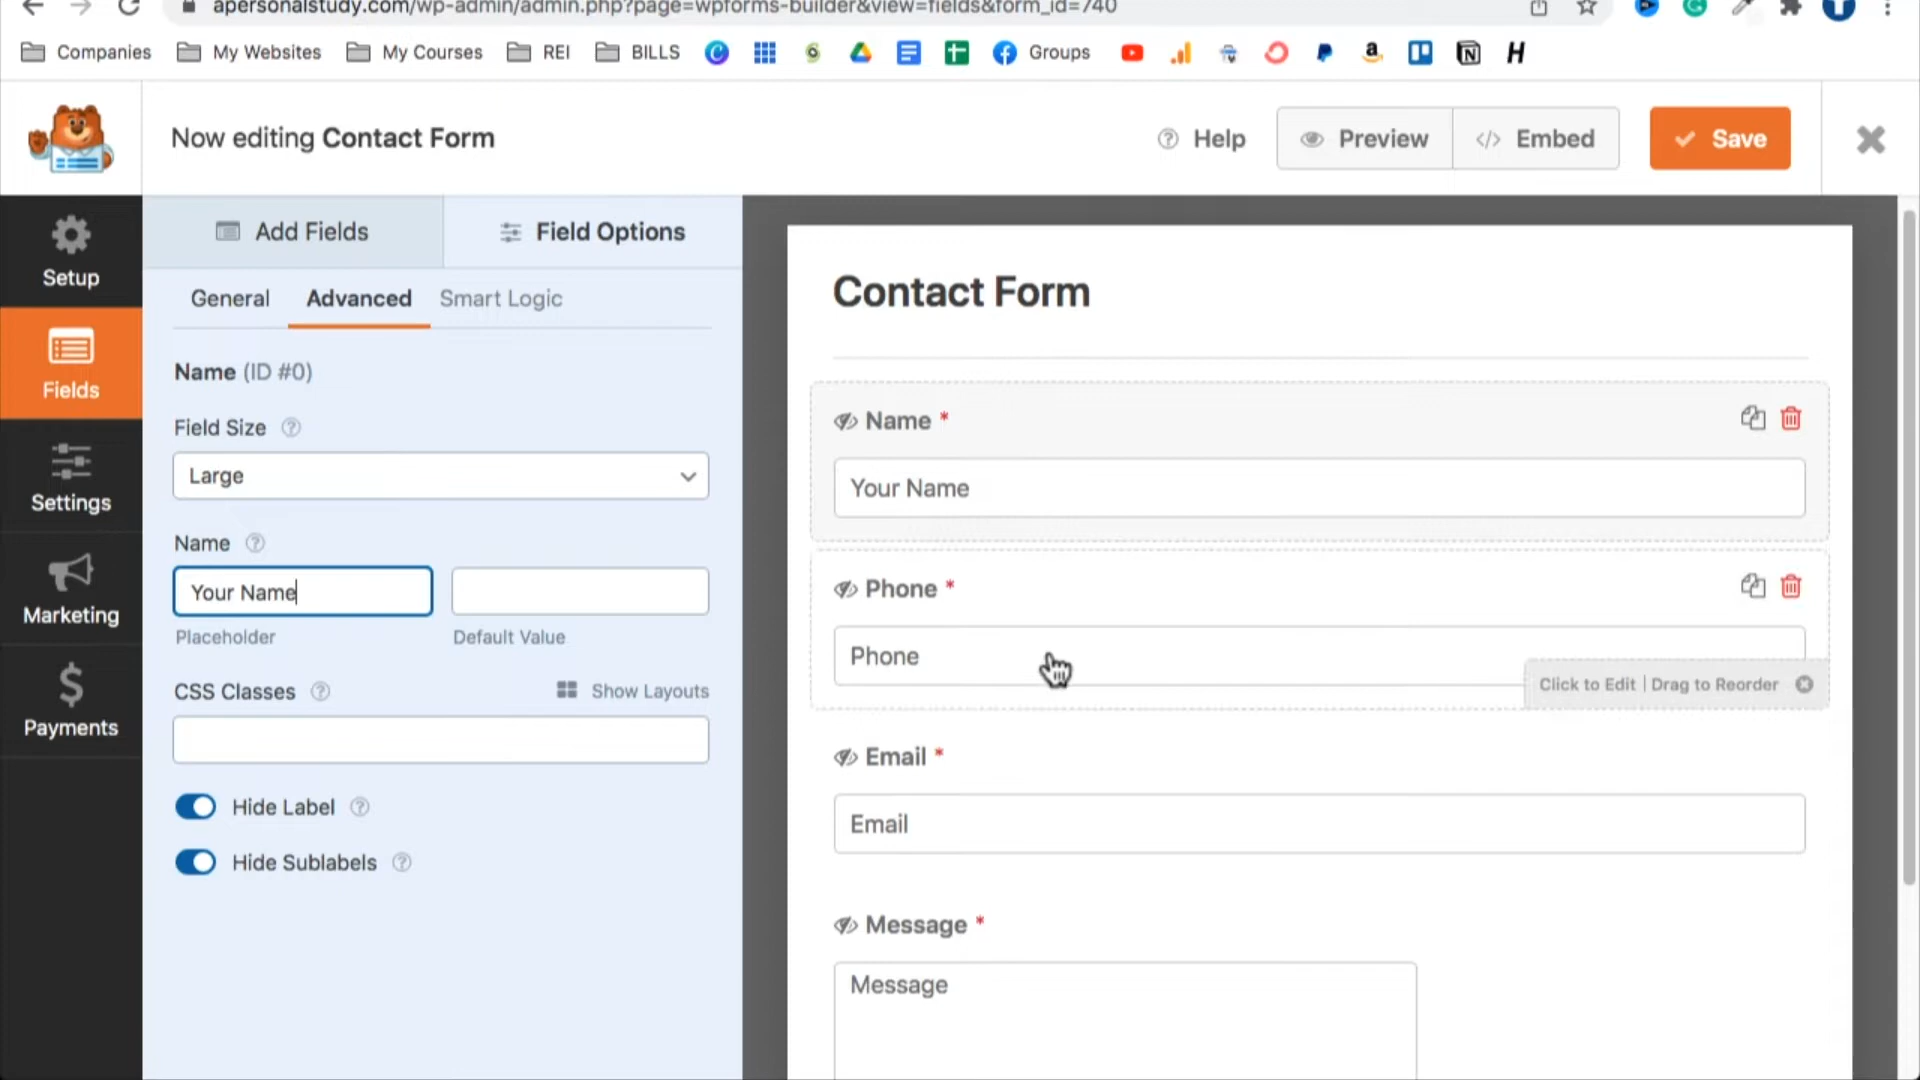 apersonalstudy.com/wp-admin/admin.php?page=wpforms-builder&view=fields&form_id=740
Companies My Websites My Courses REI BILLS Groups
Now editing Contact Form
Help Preview </> Embed Save
Setup
Fields
Settings
Marketing
Payments
Add Fields Field Options
General Advanced Smart Logic
Name (ID #0)
Field Size
Large
Name
Your Name
Placeholder Default Value
CSS Classes Show Layouts
Hide Label
Hide Sublabels
Contact Form
Name *
Your Name
Phone *
Phone
Click to Edit | Drag to Reorder
Email *
Email
Message *
Message